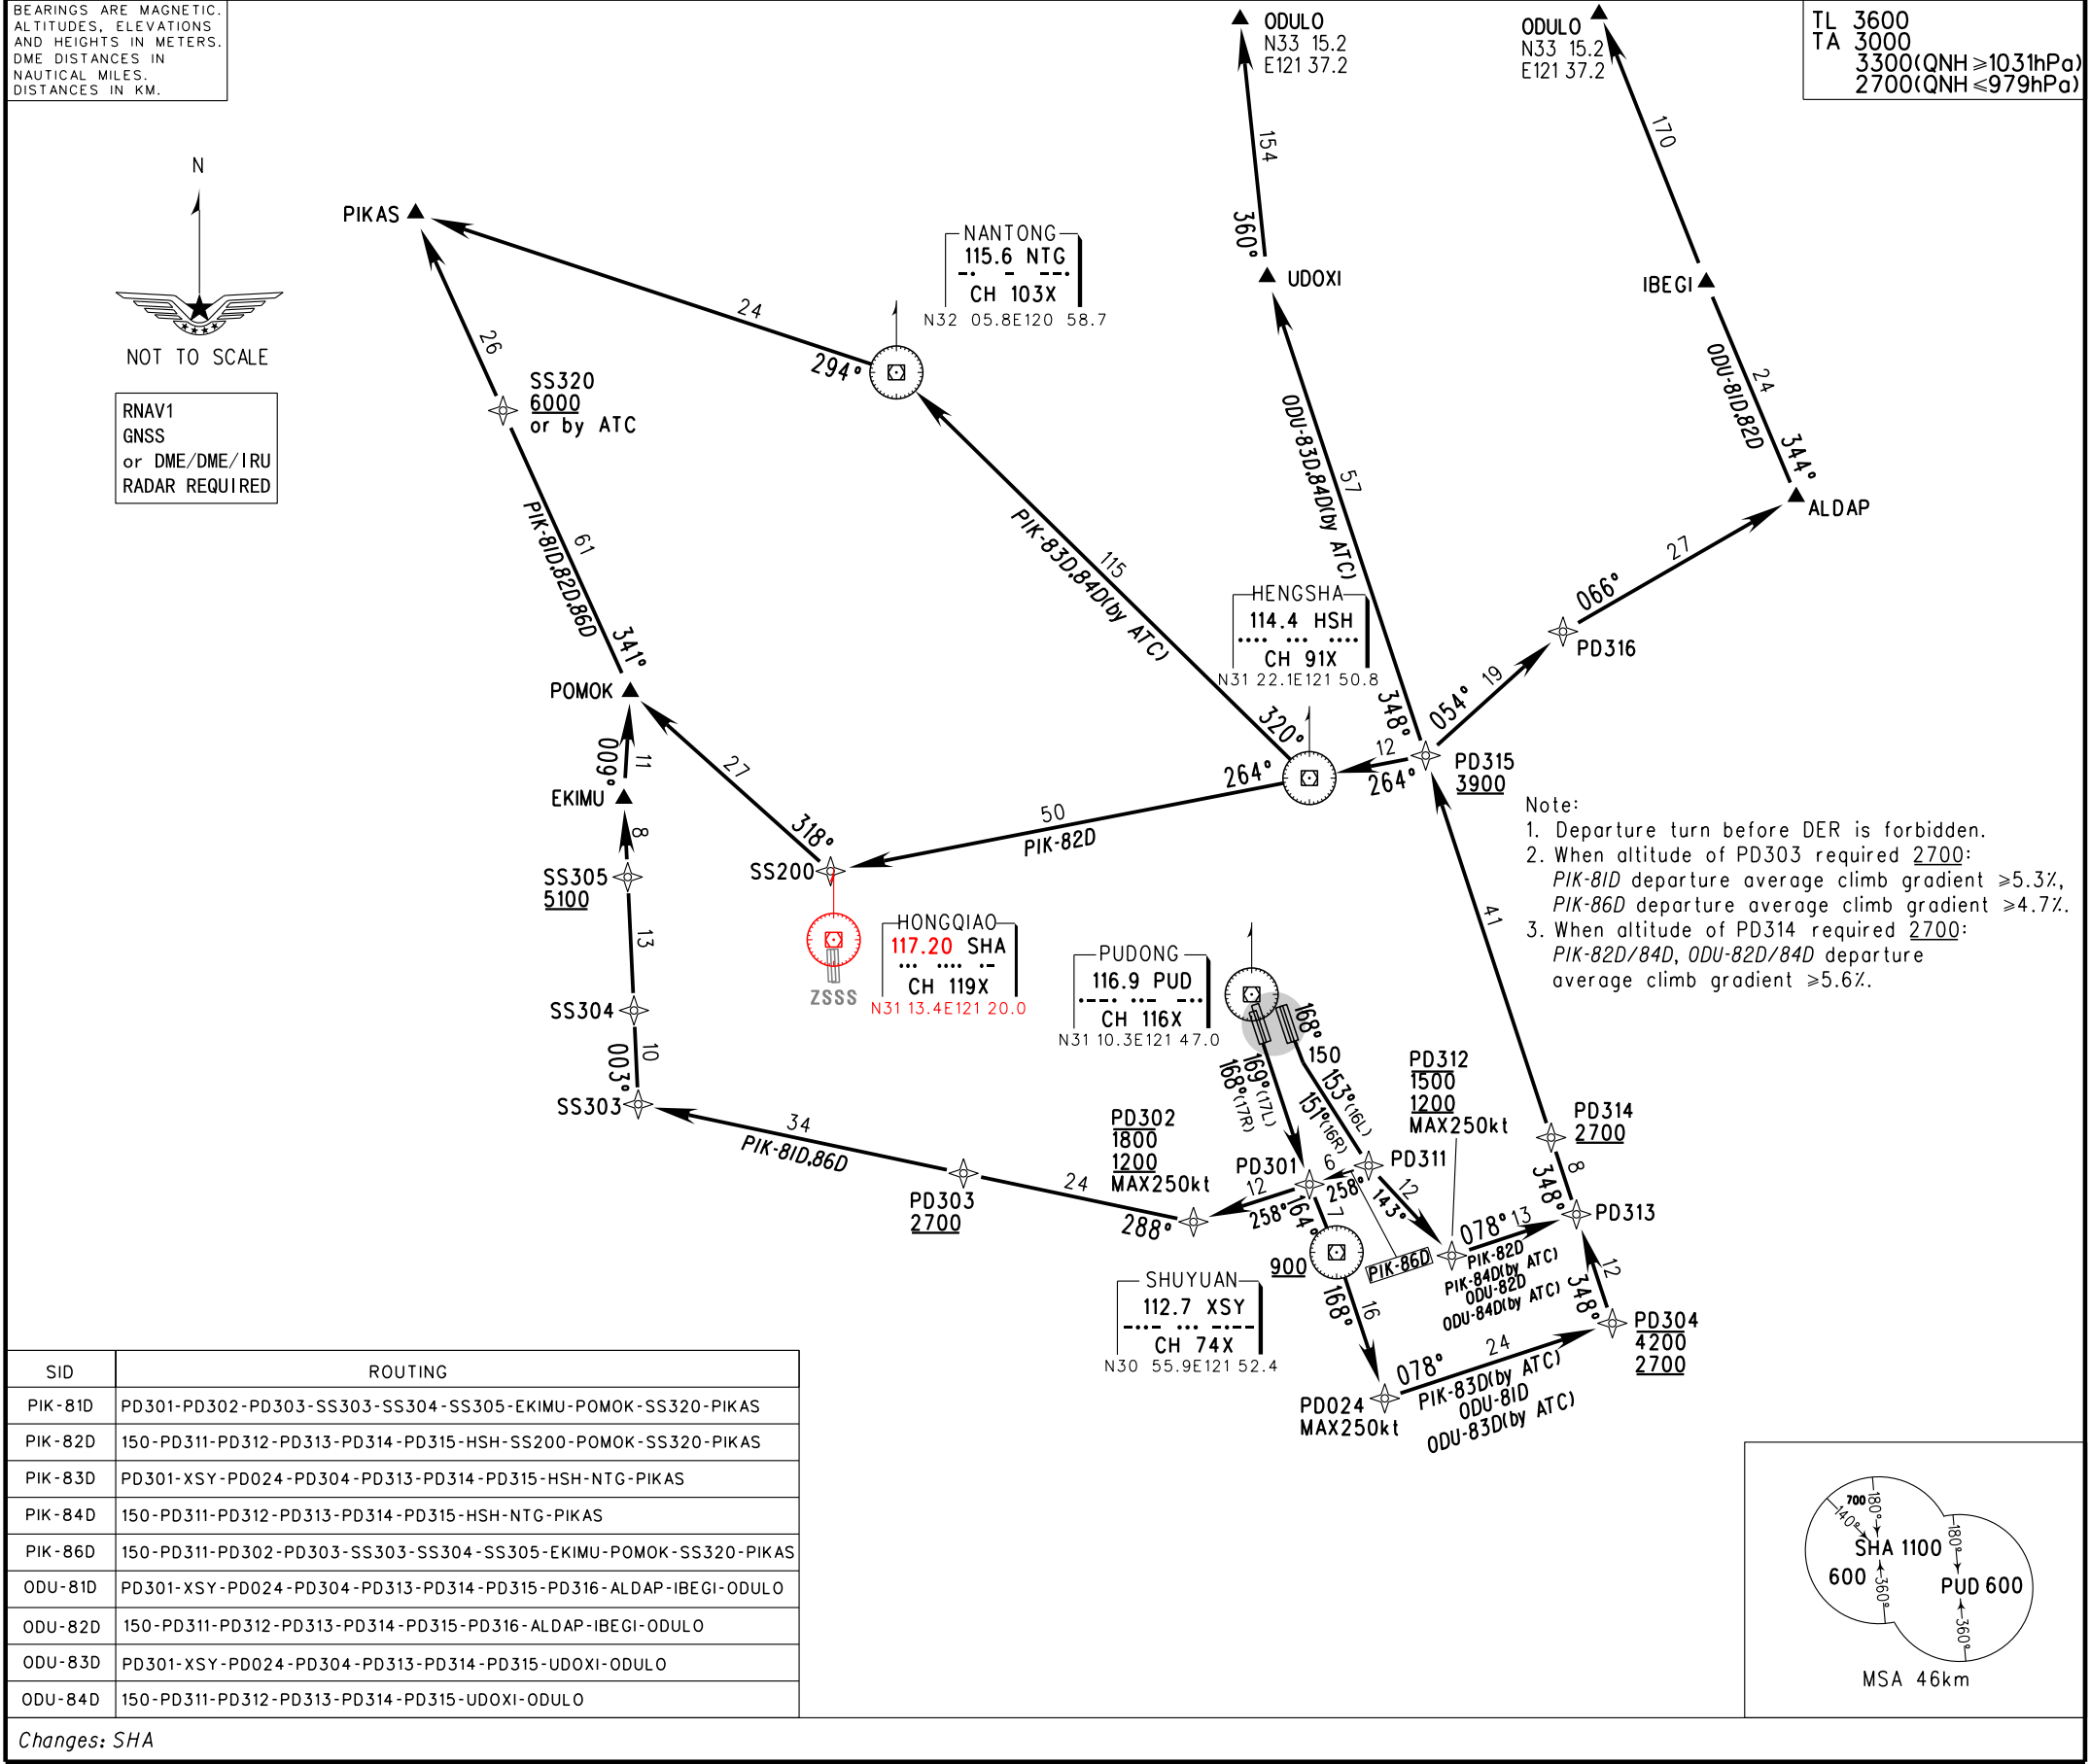 BEARINGS ARE MAGNETIC.
ALTITUDES, ELEVATIONS
AND HEIGHTS IN METERS.
DME DISTANCES IN
NAUTICAL MILES.
DISTANCES IN KM.
TL 3600
TA 3000
3300(QNH ≥1031hPa)
2700(QNH ≤979hPa)
N
NOT TO SCALE
RNAV1
GNSS
or DME/DME/IRU
RADAR REQUIRED
ODULO
N33 15.2
E121 37.2
ODULO
N33 15.2
E121 37.2
154
360°
UDOXI
170
IBEGI
24
ODU-81D,82D
344°
ALDAP
27
066°
PD316
19
054°
PIKAS
24
294°
NANTONG
115.6 NTG
CH 103X
N32 05.8E120 58.7
26
SS320
6000
or by ATC
61
PIK-81D,82D,86D
341°
POMOK
115
PIK-83D,84D(by ATC)
320°
57
ODU-83D,84D(by ATC)
348°
HENGSHA
114.4 HSH
CH 91X
N31 22.1E121 50.8
12
264°
264°
PD315
3900
50
PIK-82D
27
318°
SS200
009°
11
EKIMU
8
SS305
5100
13
SS304
10
003°
SS303
HONGQIAO
117.20 SHA
CH 119X
N31 13.4E121 20.0
ZSSS
PUDONG
116.9 PUD
CH 116X
N31 10.3E121 47.0
Note:
1. Departure turn before DER is forbidden.
2. When altitude of PD303 required 2700:
PIK-81D departure average climb gradient ≥5.3%,
PIK-86D departure average climb gradient ≥4.7%.
3. When altitude of PD314 required 2700:
PIK-82D/84D, ODU-82D/84D departure
average climb gradient ≥5.6%.
41
34
PIK-81D,86D
PD303
2700
24
288°
PD302
1800
1200
MAX250kt
169°(17L)
168°(17R)
168°
150
153°(16L)
151°(16R)
PD312
1500
1200
MAX250kt
PD314
2700
PD301
PD311
6
258°
12
258°
164°
7
12
143°
8
348°
PD313
078° 13
PIK-82D
PIK-84D(by ATC)
ODU-82D
ODU-84D(by ATC)
PIK-86D
900
SHUYUAN
112.7 XSY
CH 74X
N30 55.9E121 52.4
168°
16
12
348°
PD304
4200
2700
078°
24
PIK-83D(by ATC)
ODU-81D
ODU-83D(by ATC)
PD024
MAX250kt
SID ROUTING
PIK-81D PD301-PD302-PD303-SS303-SS304-SS305-EKIMU-POMOK-SS320-PIKAS
PIK-82D 150-PD311-PD312-PD313-PD314-PD315-HSH-SS200-POMOK-SS320-PIKAS
PIK-83D PD301-XSY-PD024-PD304-PD313-PD314-PD315-HSH-NTG-PIKAS
PIK-84D 150-PD311-PD312-PD313-PD314-PD315-HSH-NTG-PIKAS
PIK-86D 150-PD311-PD302-PD303-SS303-SS304-SS305-EKIMU-POMOK-SS320-PIKAS
ODU-81D PD301-XSY-PD024-PD304-PD313-PD314-PD315-PD316-ALDAP-IBEGI-ODULO
ODU-82D 150-PD311-PD312-PD313-PD314-PD315-PD316-ALDAP-IBEGI-ODULO
ODU-83D PD301-XSY-PD024-PD304-PD313-PD314-PD315-UDOXI-ODULO
ODU-84D 150-PD311-PD312-PD313-PD314-PD315-UDOXI-ODULO
700
180°
140°
SHA 1100
600
360°
180°
PUD 600
360°
MSA 46km
Changes: SHA